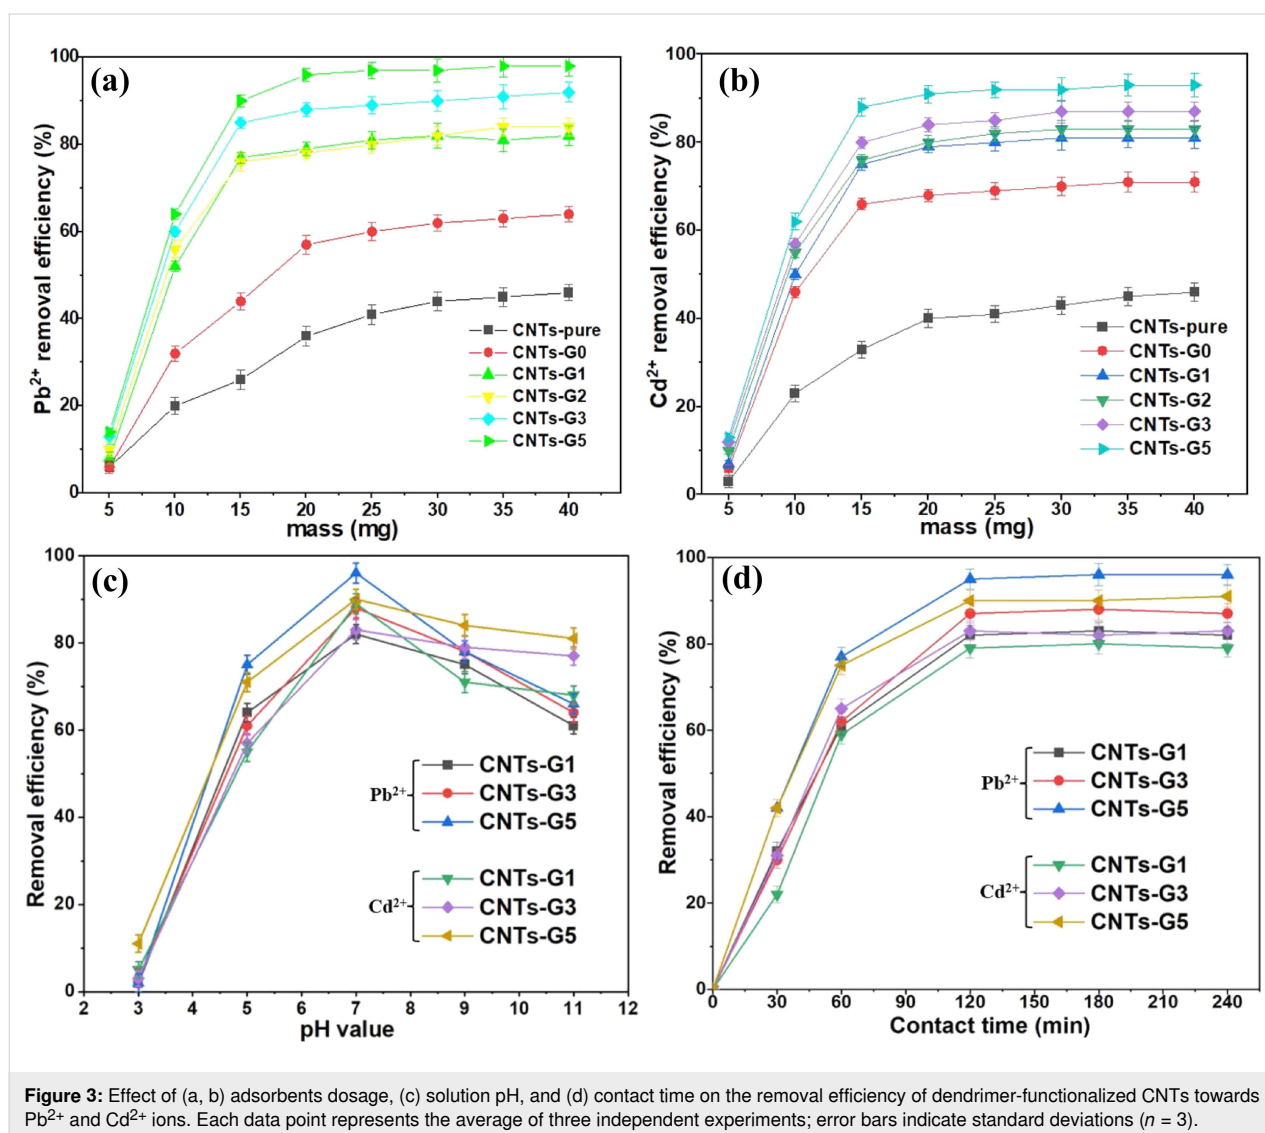 (a)
Pb²⁺ removal efficiency (%)
100
80
60
40
20
0
5 10 15 20 25 30 35 40
mass (mg)
CNTs-pure
CNTs-G0
CNTs-G1
CNTs-G2
CNTs-G3
CNTs-G5
(b)
Cd²⁺ removal efficiency (%)
100
80
60
40
20
0
5 10 15 20 25 30 35 40
mass (mg)
CNTs-pure
CNTs-G0
CNTs-G1
CNTs-G2
CNTs-G3
CNTs-G5
(c)
Removal efficiency (%)
100
80
60
40
20
0
2 3 4 5 6 7 8 9 10 11 12
pH value
Pb²⁺
CNTs-G1
CNTs-G3
CNTs-G5
Cd²⁺
CNTs-G1
CNTs-G3
CNTs-G5
(d)
Removal efficiency (%)
100
80
60
40
20
0
0 30 60 90 120 150 180 210 240
Contact time (min)
Pb²⁺
CNTs-G1
CNTs-G3
CNTs-G5
Cd²⁺
CNTs-G1
CNTs-G3
CNTs-G5
Figure 3: Effect of (a, b) adsorbents dosage, (c) solution pH, and (d) contact time on the removal efficiency of dendrimer-functionalized CNTs towards
Pb²⁺ and Cd²⁺ ions. Each data point represents the average of three independent experiments; error bars indicate standard deviations (n = 3).